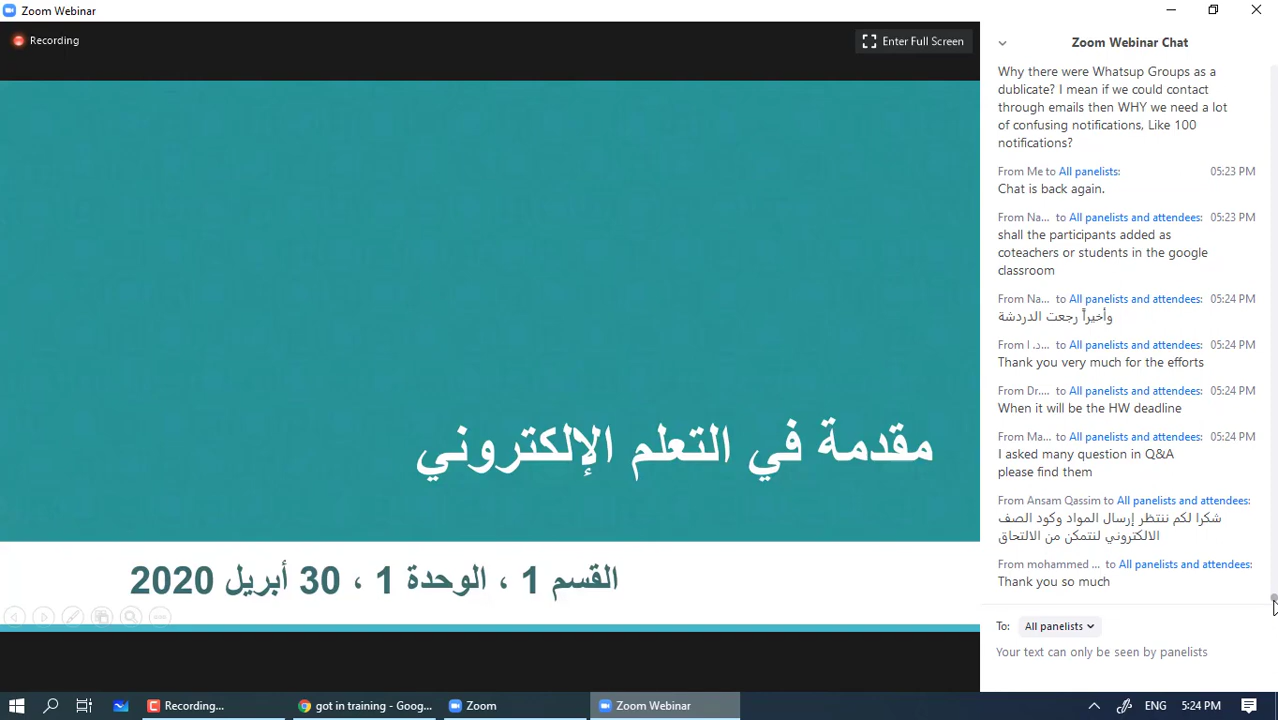 Zoom Webinar
Recording
Enter Full Screen
مقدمة في التعلم الإلكتروني
القسم 1 ، الوحدة 1 ، 30 أبريل 2020
Zoom Webinar Chat
Why there were Whatsup Groups as a
dublicate? I mean if we could contact
through emails then WHY we need a lot
of confusing notifications, Like 100
notifications?
From Me to All panelists: 05:23 PM
Chat is back again.
From Na... to All panelists and attendees: 05:23 PM
shall the participants added as
coteachers or students in the google
classroom
From Na... to All panelists and attendees: 05:24 PM
وأخيراً رجعت الدردشة
From د. ا... to All panelists and attendees: 05:24 PM
Thank you very much for the efforts
From Dr.... to All panelists and attendees: 05:24 PM
When it will be the HW deadline
From Ma... to All panelists and attendees: 05:24 PM
I asked many question in Q&A
please find them
From Ansam Qassim to All panelists and attendees:
شكرا لكم ننتظر إرسال المواد وكود الصف
الالكتروني لنتمكن من الالتحاق
From mohammed ... to All panelists and attendees:
Thank you so much
To: All panelists
Your text can only be seen by panelists
Recording...
got in training - Goog...
Zoom
Zoom Webinar
5:24 PM